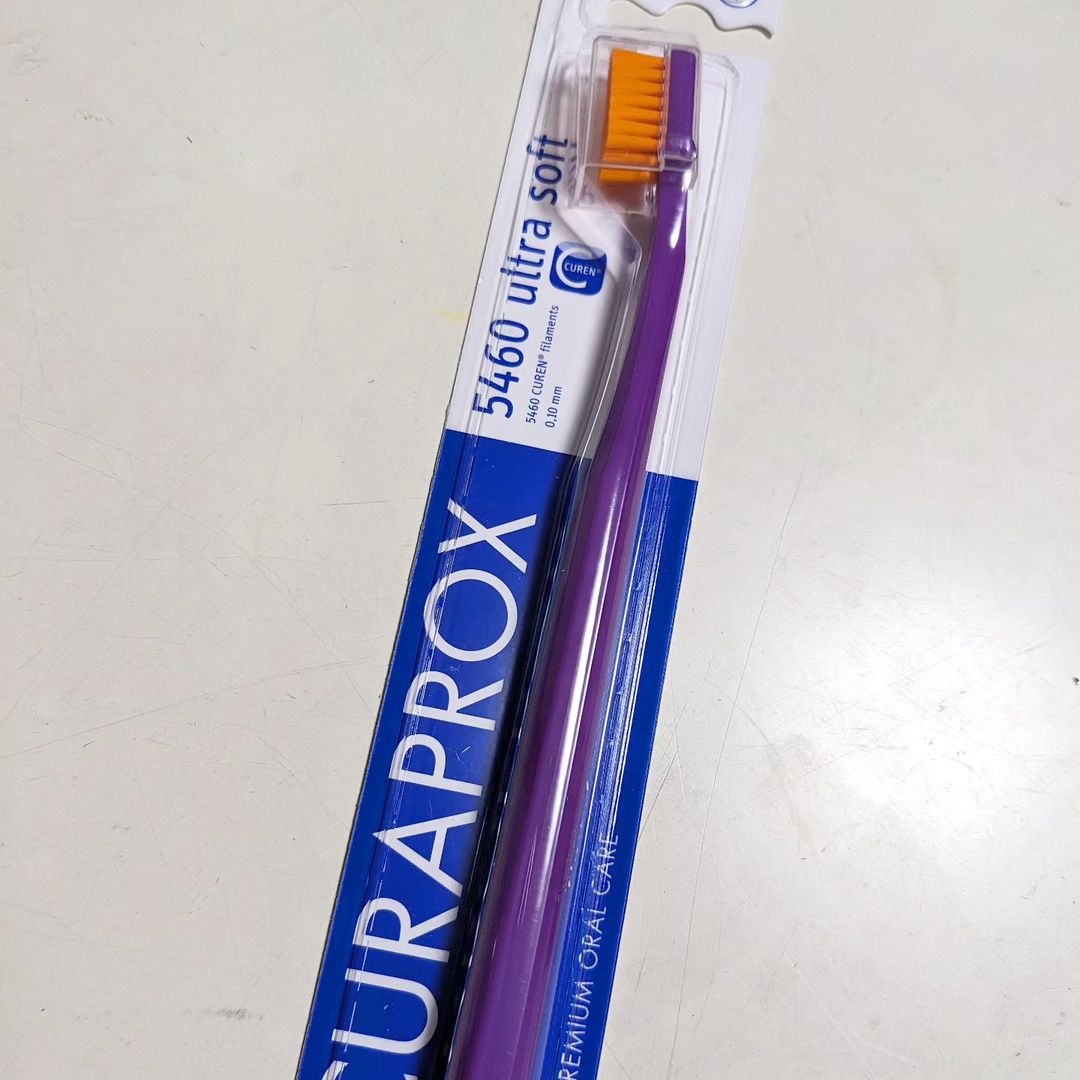 5460 ultra soft
CUREN®
5460 CUREN® filaments
0,10 mm
CURAPROX
PREMIUM ORAL CARE